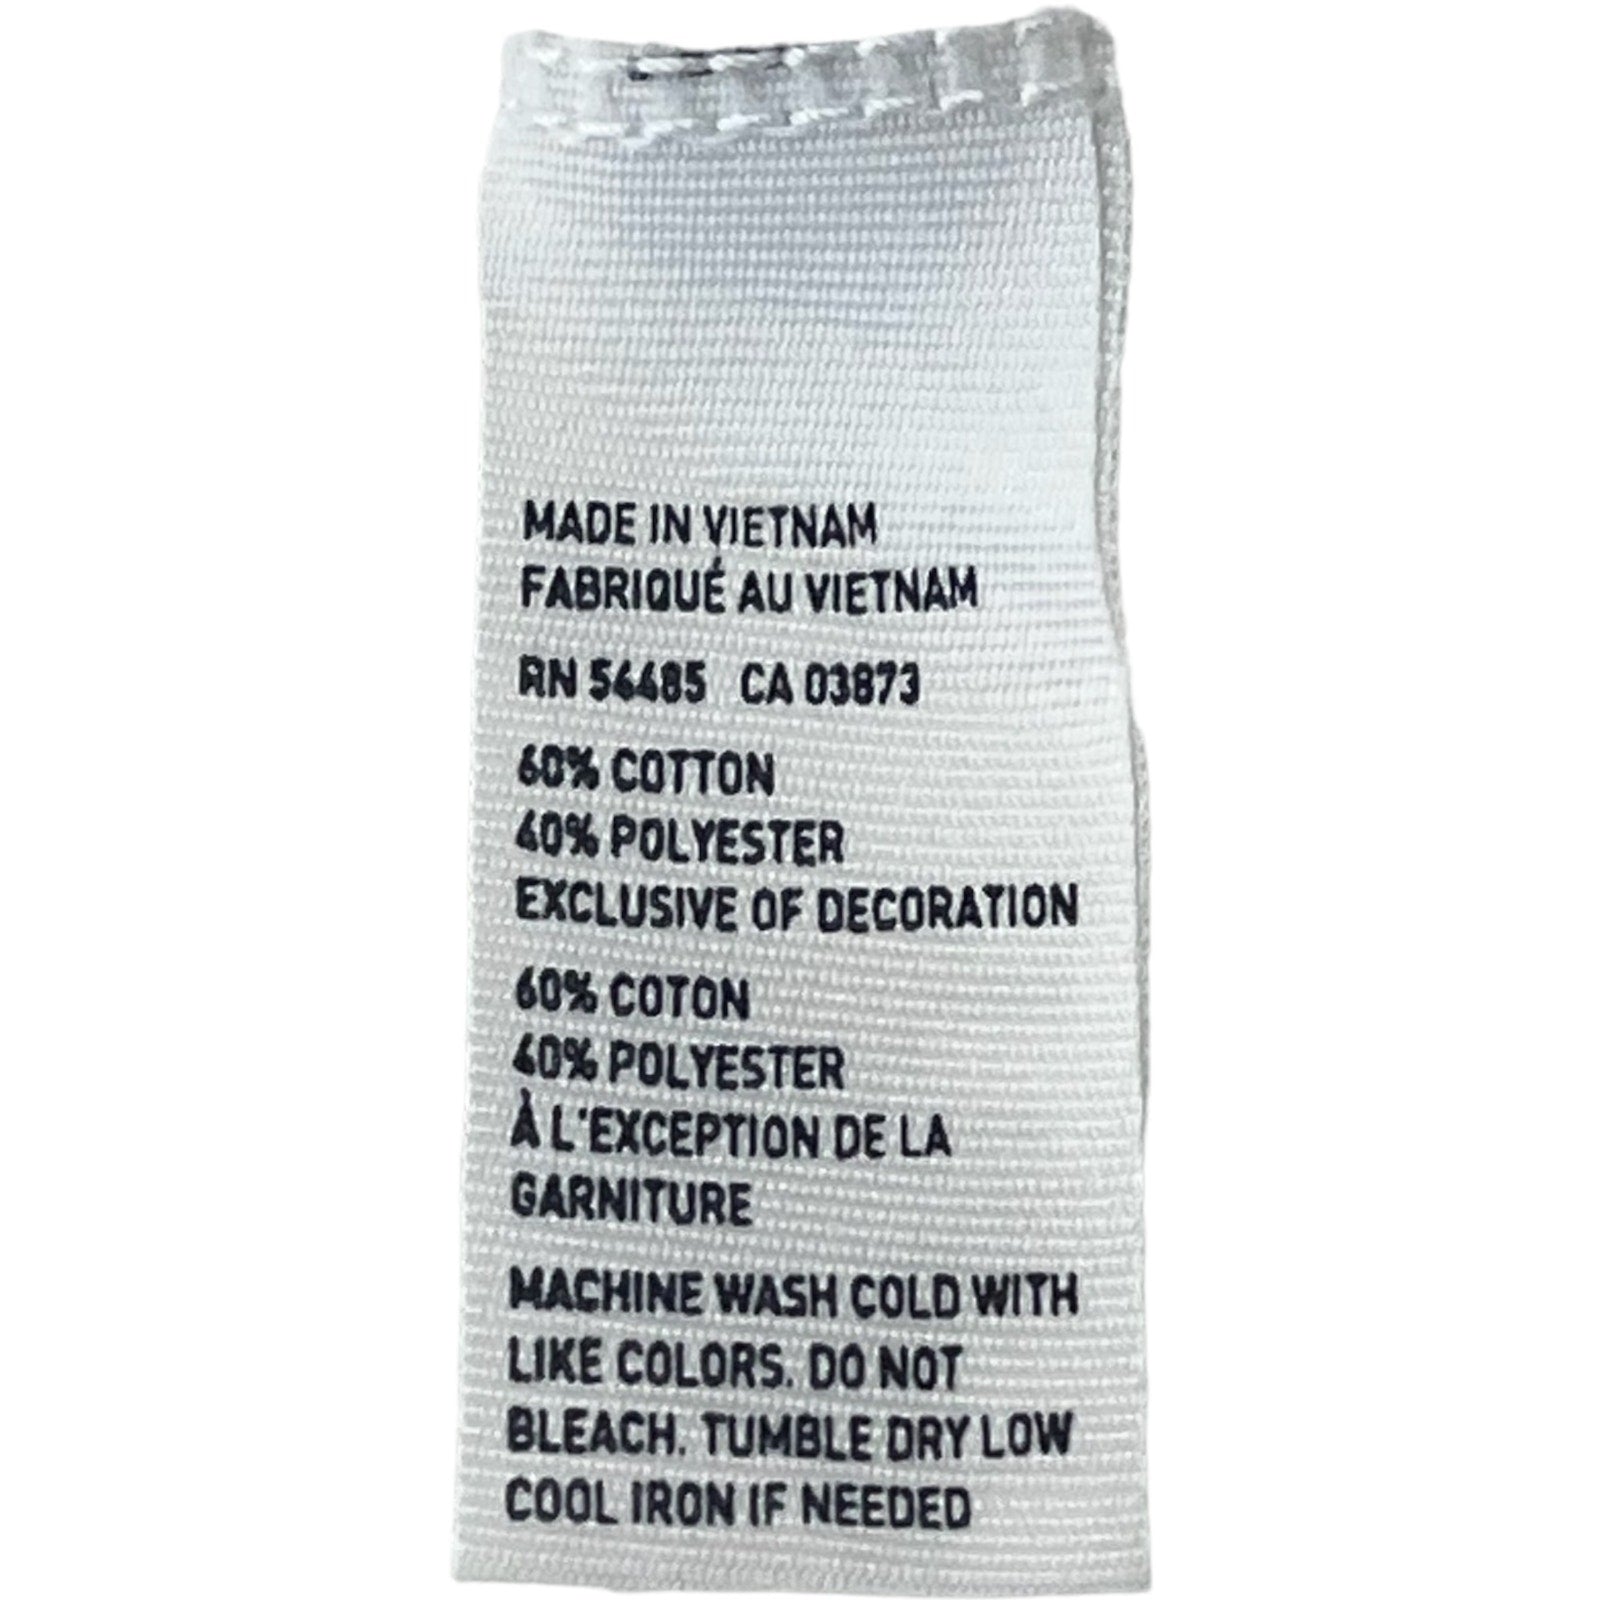 MADE IN VIETNAM
FABRIQUÉ AU VIETNAM
RN 54485 CA 03873
60% COTTON
40% POLYESTER
EXCLUSIVE OF DECORATION
60% COTON
40% POLYESTER
À L'EXCEPTION DE LA
GARNITURE
MACHINE WASH COLD WITH
LIKE COLORS. DO NOT
BLEACH. TUMBLE DRY LOW
COOL IRON IF NEEDED